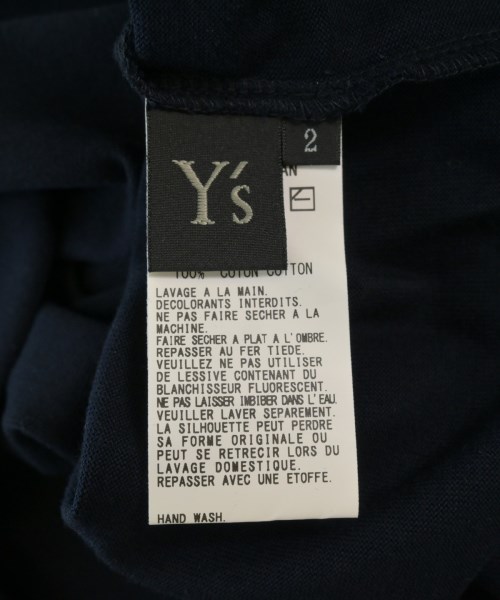 2
Y's
AN
100% COTON COTTON
LAVAGE A LA MAIN.
DECOLORANTS INTERDITS.
NE PAS FAIRE SECHER A LA
MACHINE.
FAIRE SECHER A PLAT A L'OMBRE.
REPASSER AU FER TIEDE.
VEUILLEZ NE PAS UTILISER
DE LESSIVE CONTENANT DU
BLANCHISSEUR FLUORESCENT.
NE PAS LAISSER IMBIBER DANS L'EAU.
VEUILLER LAVER SEPAREMENT.
LA SILHOUETTE PEUT PERDRE
SA FORME ORIGINALE OU
PEUT SE RETRECIR LORS DU
LAVAGE DOMESTIQUE.
REPASSER AVEC UNE ETOFFE.
HAND WASH.